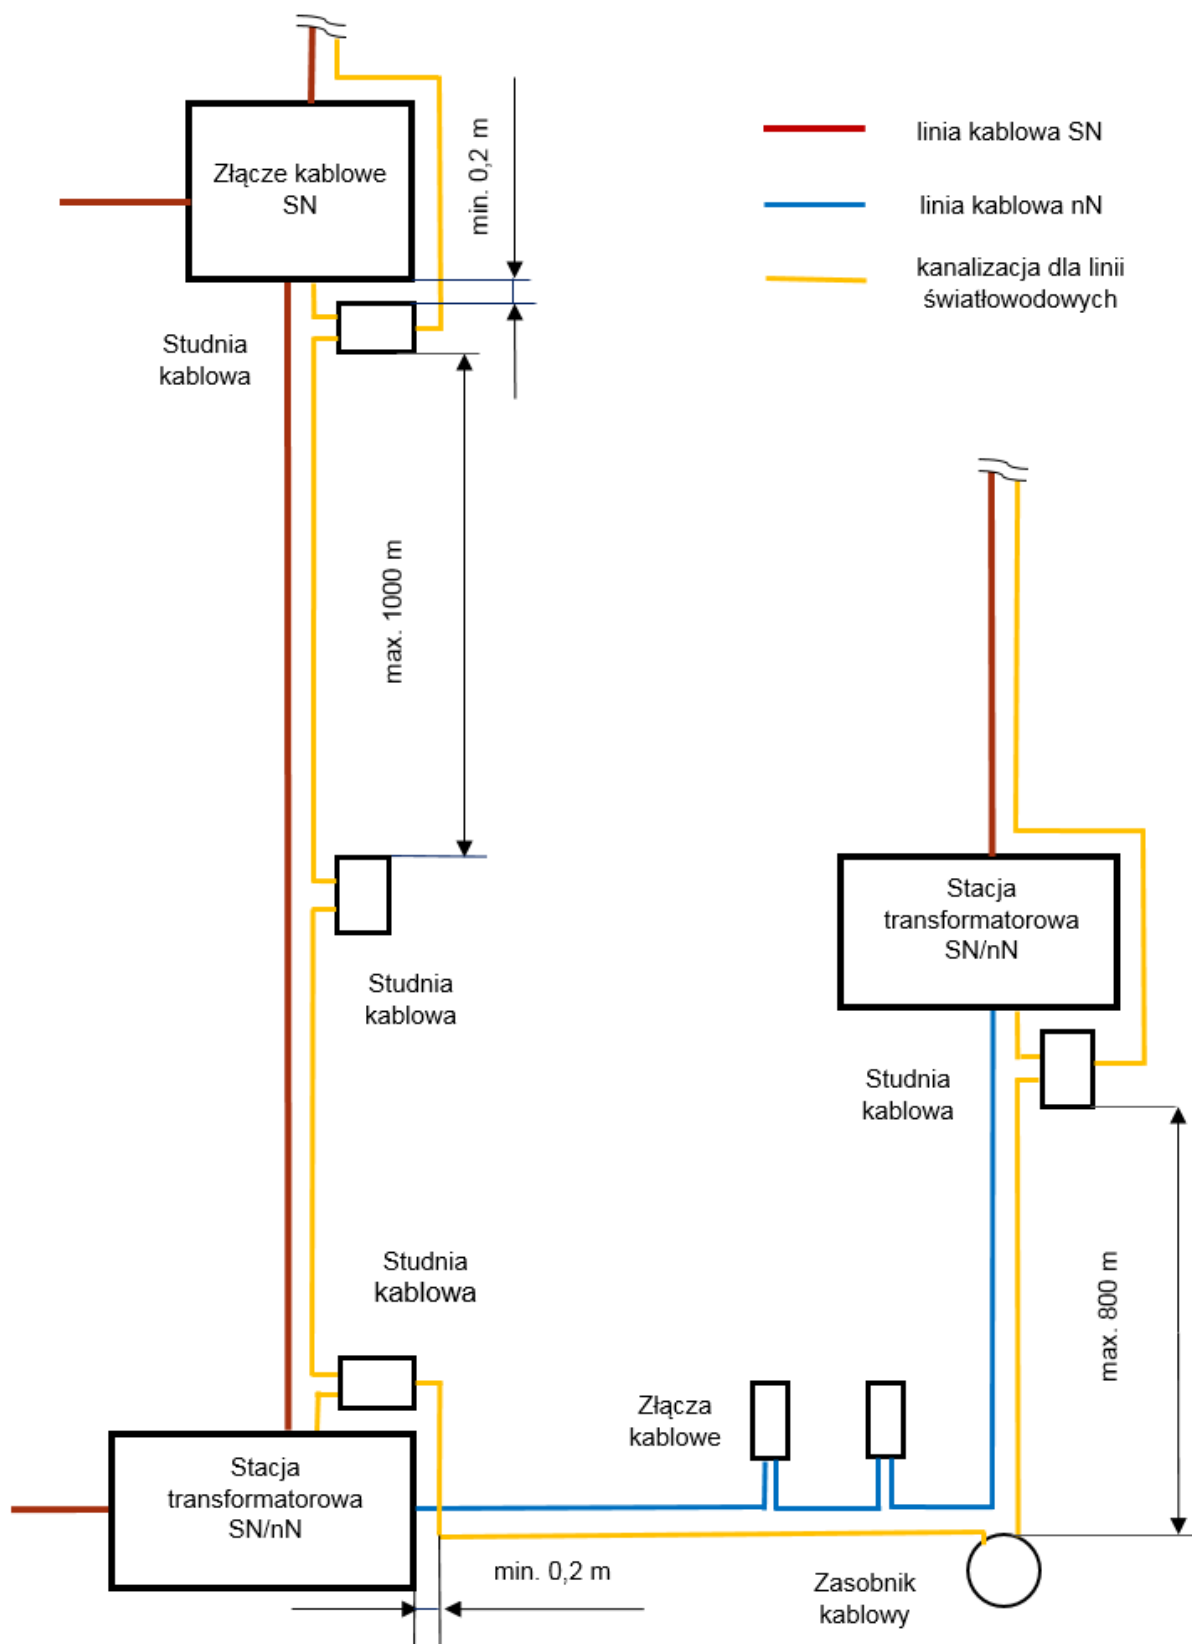 Złącze kablowe
SN
min. 0,2 m
linia kablowa SN
linia kablowa nN
kanalizacja dla linii
światłowodowych
Studnia
kablowa
max. 1000 m
Stacja
transformatorowa
SN/nN
Studnia
kablowa
Studnia
kablowa
Studnia
kablowa
max. 800 m
Złącza
kablowe
Stacja
transformatorowa
SN/nN
min. 0,2 m
Zasobnik
kablowy